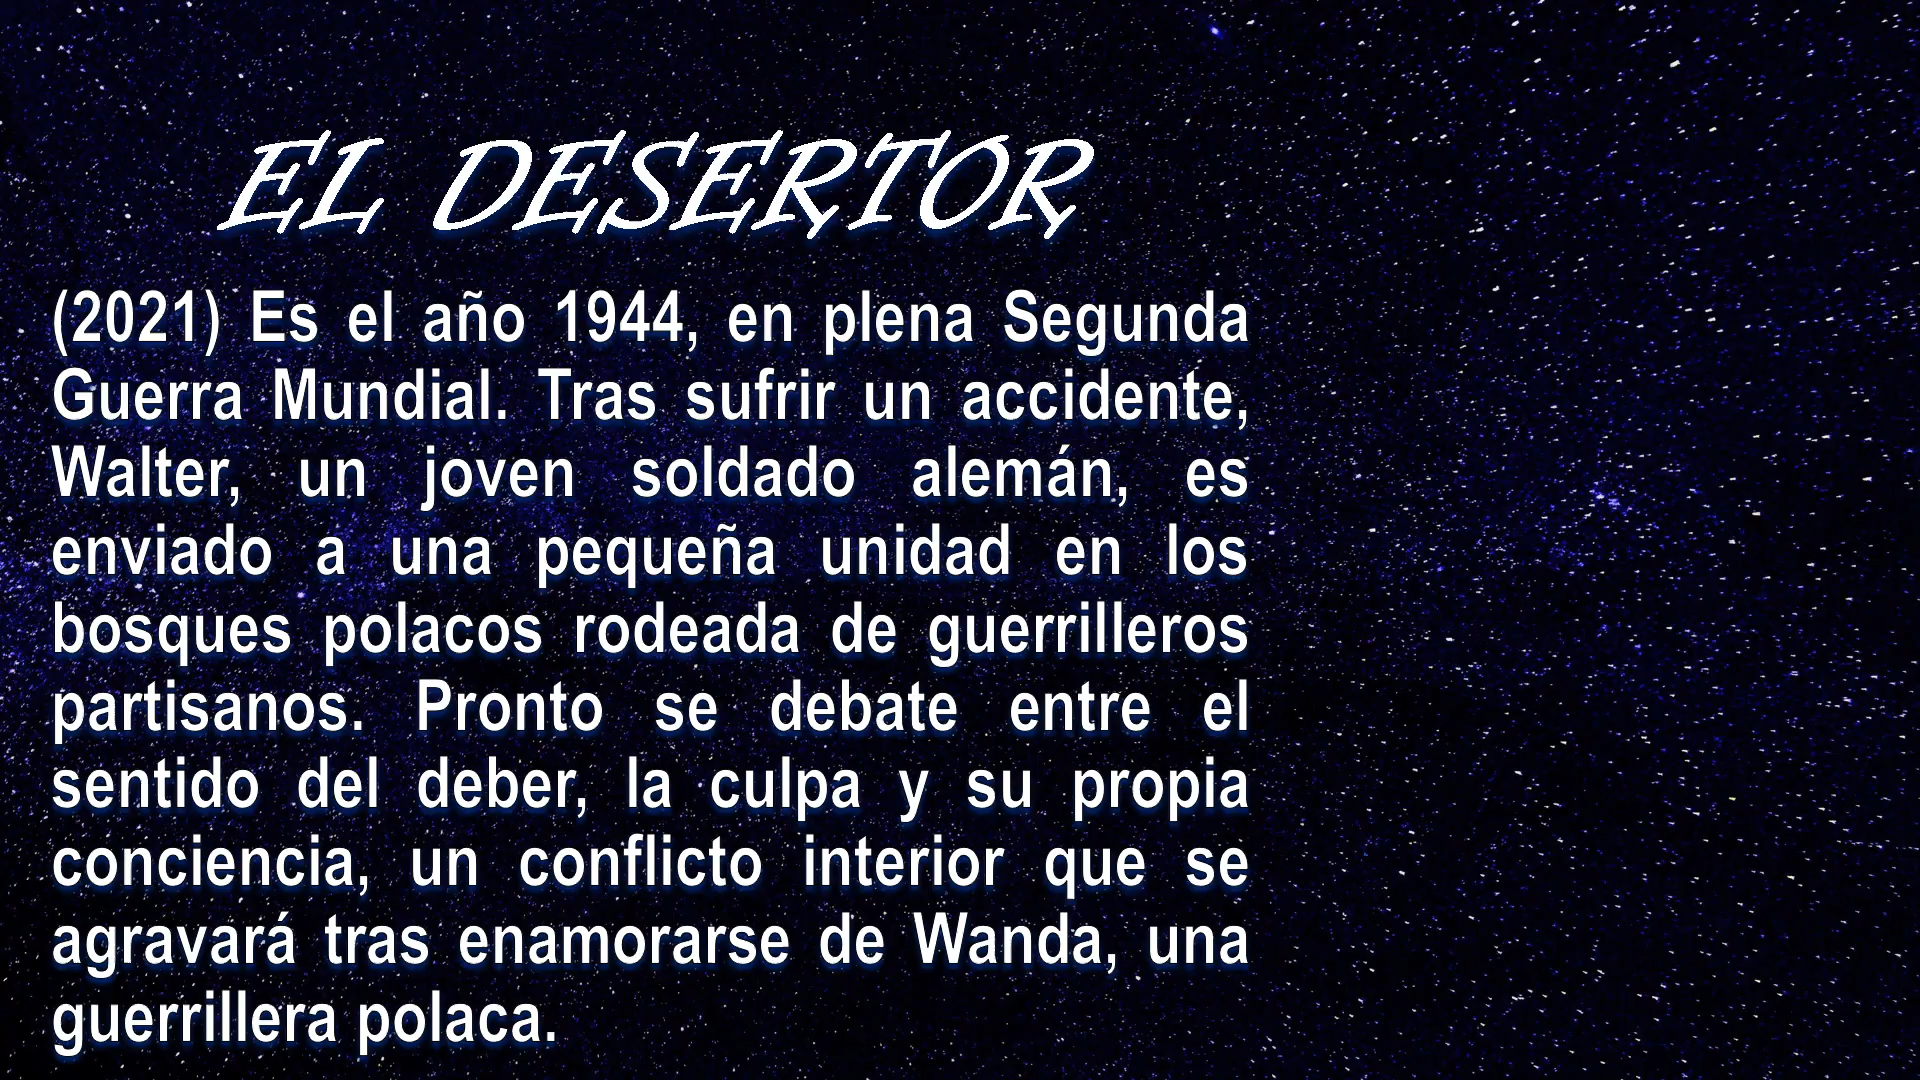 EL DESERTOR
(2021) Es el año 1944, en plena Segunda
Guerra Mundial. Tras sufrir un accidente,
Walter, un joven soldado alemán, es
enviado a una pequeña unidad en los
bosques polacos rodeada de guerrilleros
partisanos. Pronto se debate entre el
sentido del deber, la culpa y su propia
conciencia, un conflicto interior que se
agravará tras enamorarse de Wanda, una
guerrillera polaca.